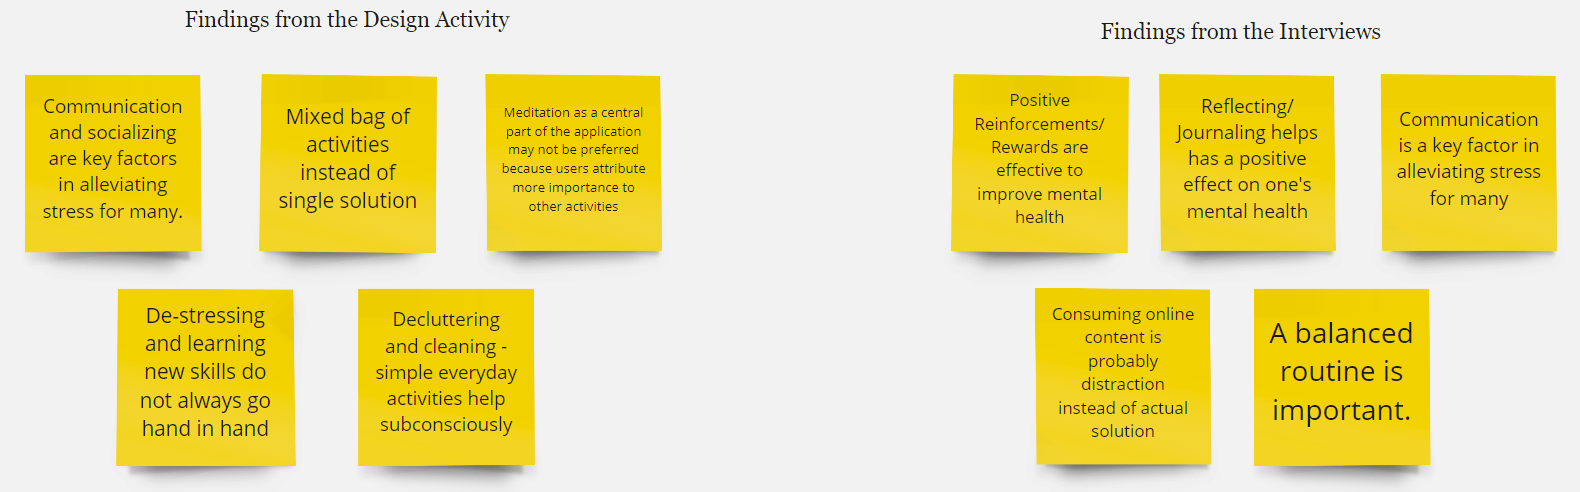 Findings from the Design Activity
Communication
and socializing
are key factors
in alleviating
stress for many.
Mixed bag of
activities
instead of
single solution
Meditation as a central
part of the application
may not be preferred
because users attribute
more importance to
other activities
De-stressing
and learning
new skills do
not always go
hand in hand
Decluttering
and cleaning -
simple everyday
activities help
subconsciously
Findings from the Interviews
Positive
Reinforcements/
Rewards are
effective to
improve mental
health
Reflecting/
Journaling helps
has a positive
effect on one's
mental health
Communication
is a key factor in
alleviating stress
for many
Consuming online
content is
probably
distraction
instead of actual
solution
A balanced
routine is
important.